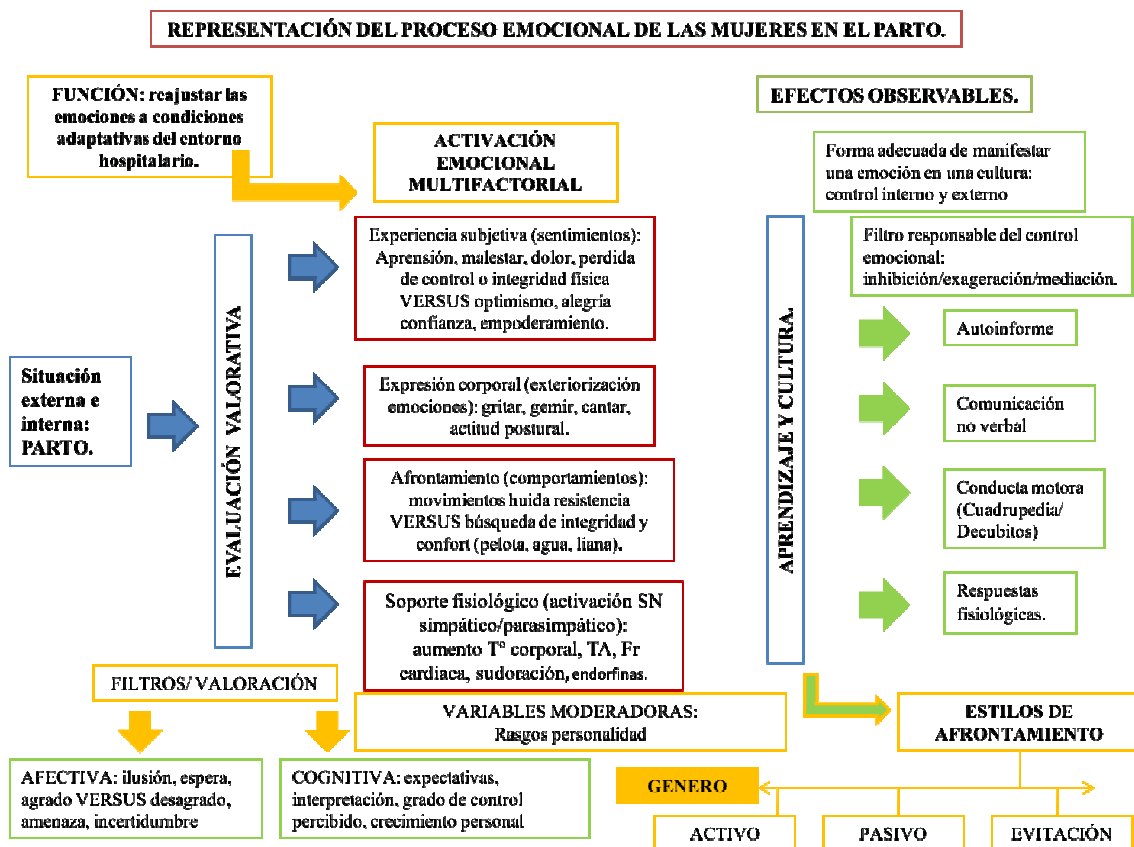 REPRESENTACIÓN DEL PROCESO EMOCIONAL DE LAS MUJERES EN EL PARTO.
FUNCIÓN: reajustar las
emociones a condiciones
adaptativas del entorno
hospitalario.
ACTIVACIÓN
EMOCIONAL
MULTIFACTORIAL
EFECTOS OBSERVABLES.
Forma adecuada de manifestar
una emoción en una cultura:
control interno y externo
Filtro responsable del control
emocional:
inhibición/exageración/mediación.
Situación
externa e
interna:
PARTO.
EVALUACIÓN VALORATIVA
Experiencia subjetiva (sentimientos):
Aprensión, malestar, dolor, perdida
de control o integridad física
VERSUS optimismo, alegría
confianza, empoderamiento.
Expresión corporal (exteriorización
emociones): gritar, gemir, cantar,
actitud postural.
Afrontamiento (comportamientos):
movimientos huida resistencia
VERSUS búsqueda de integridad y
confort (pelota, agua, liana).
Soporte fisiológico (activación SN
simpático/parasimpático):
aumento Tº corporal, TA, Fr
cardiaca, sudoración, endorfinas.
APRENDIZAJE Y CULTURA.
Autoinforme
Comunicación
no verbal
Conducta motora
(Cuadrupedia/
Decubitos)
Respuestas
fisiológicas.
FILTROS/ VALORACIÓN
AFECTIVA: ilusión, espera,
agrado VERSUS desagrado,
amenaza, incertidumbre
COGNITIVA: expectativas,
interpretación, grado de control
percibido, crecimiento personal
VARIABLES MODERADORAS:
Rasgos personalidad
ESTILOS DE
AFRONTAMIENTO
GENERO
ACTIVO
PASIVO
EVITACIÓN